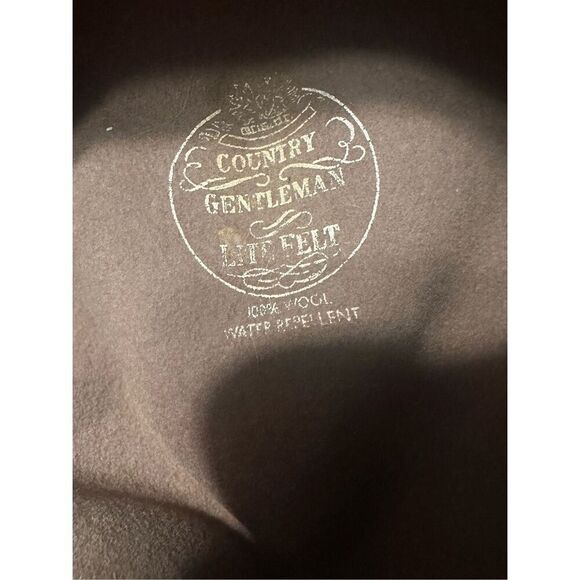 COUNTRY
GENTLEMAN
LITE FELT
100% WOOL
WATER REPELLENT